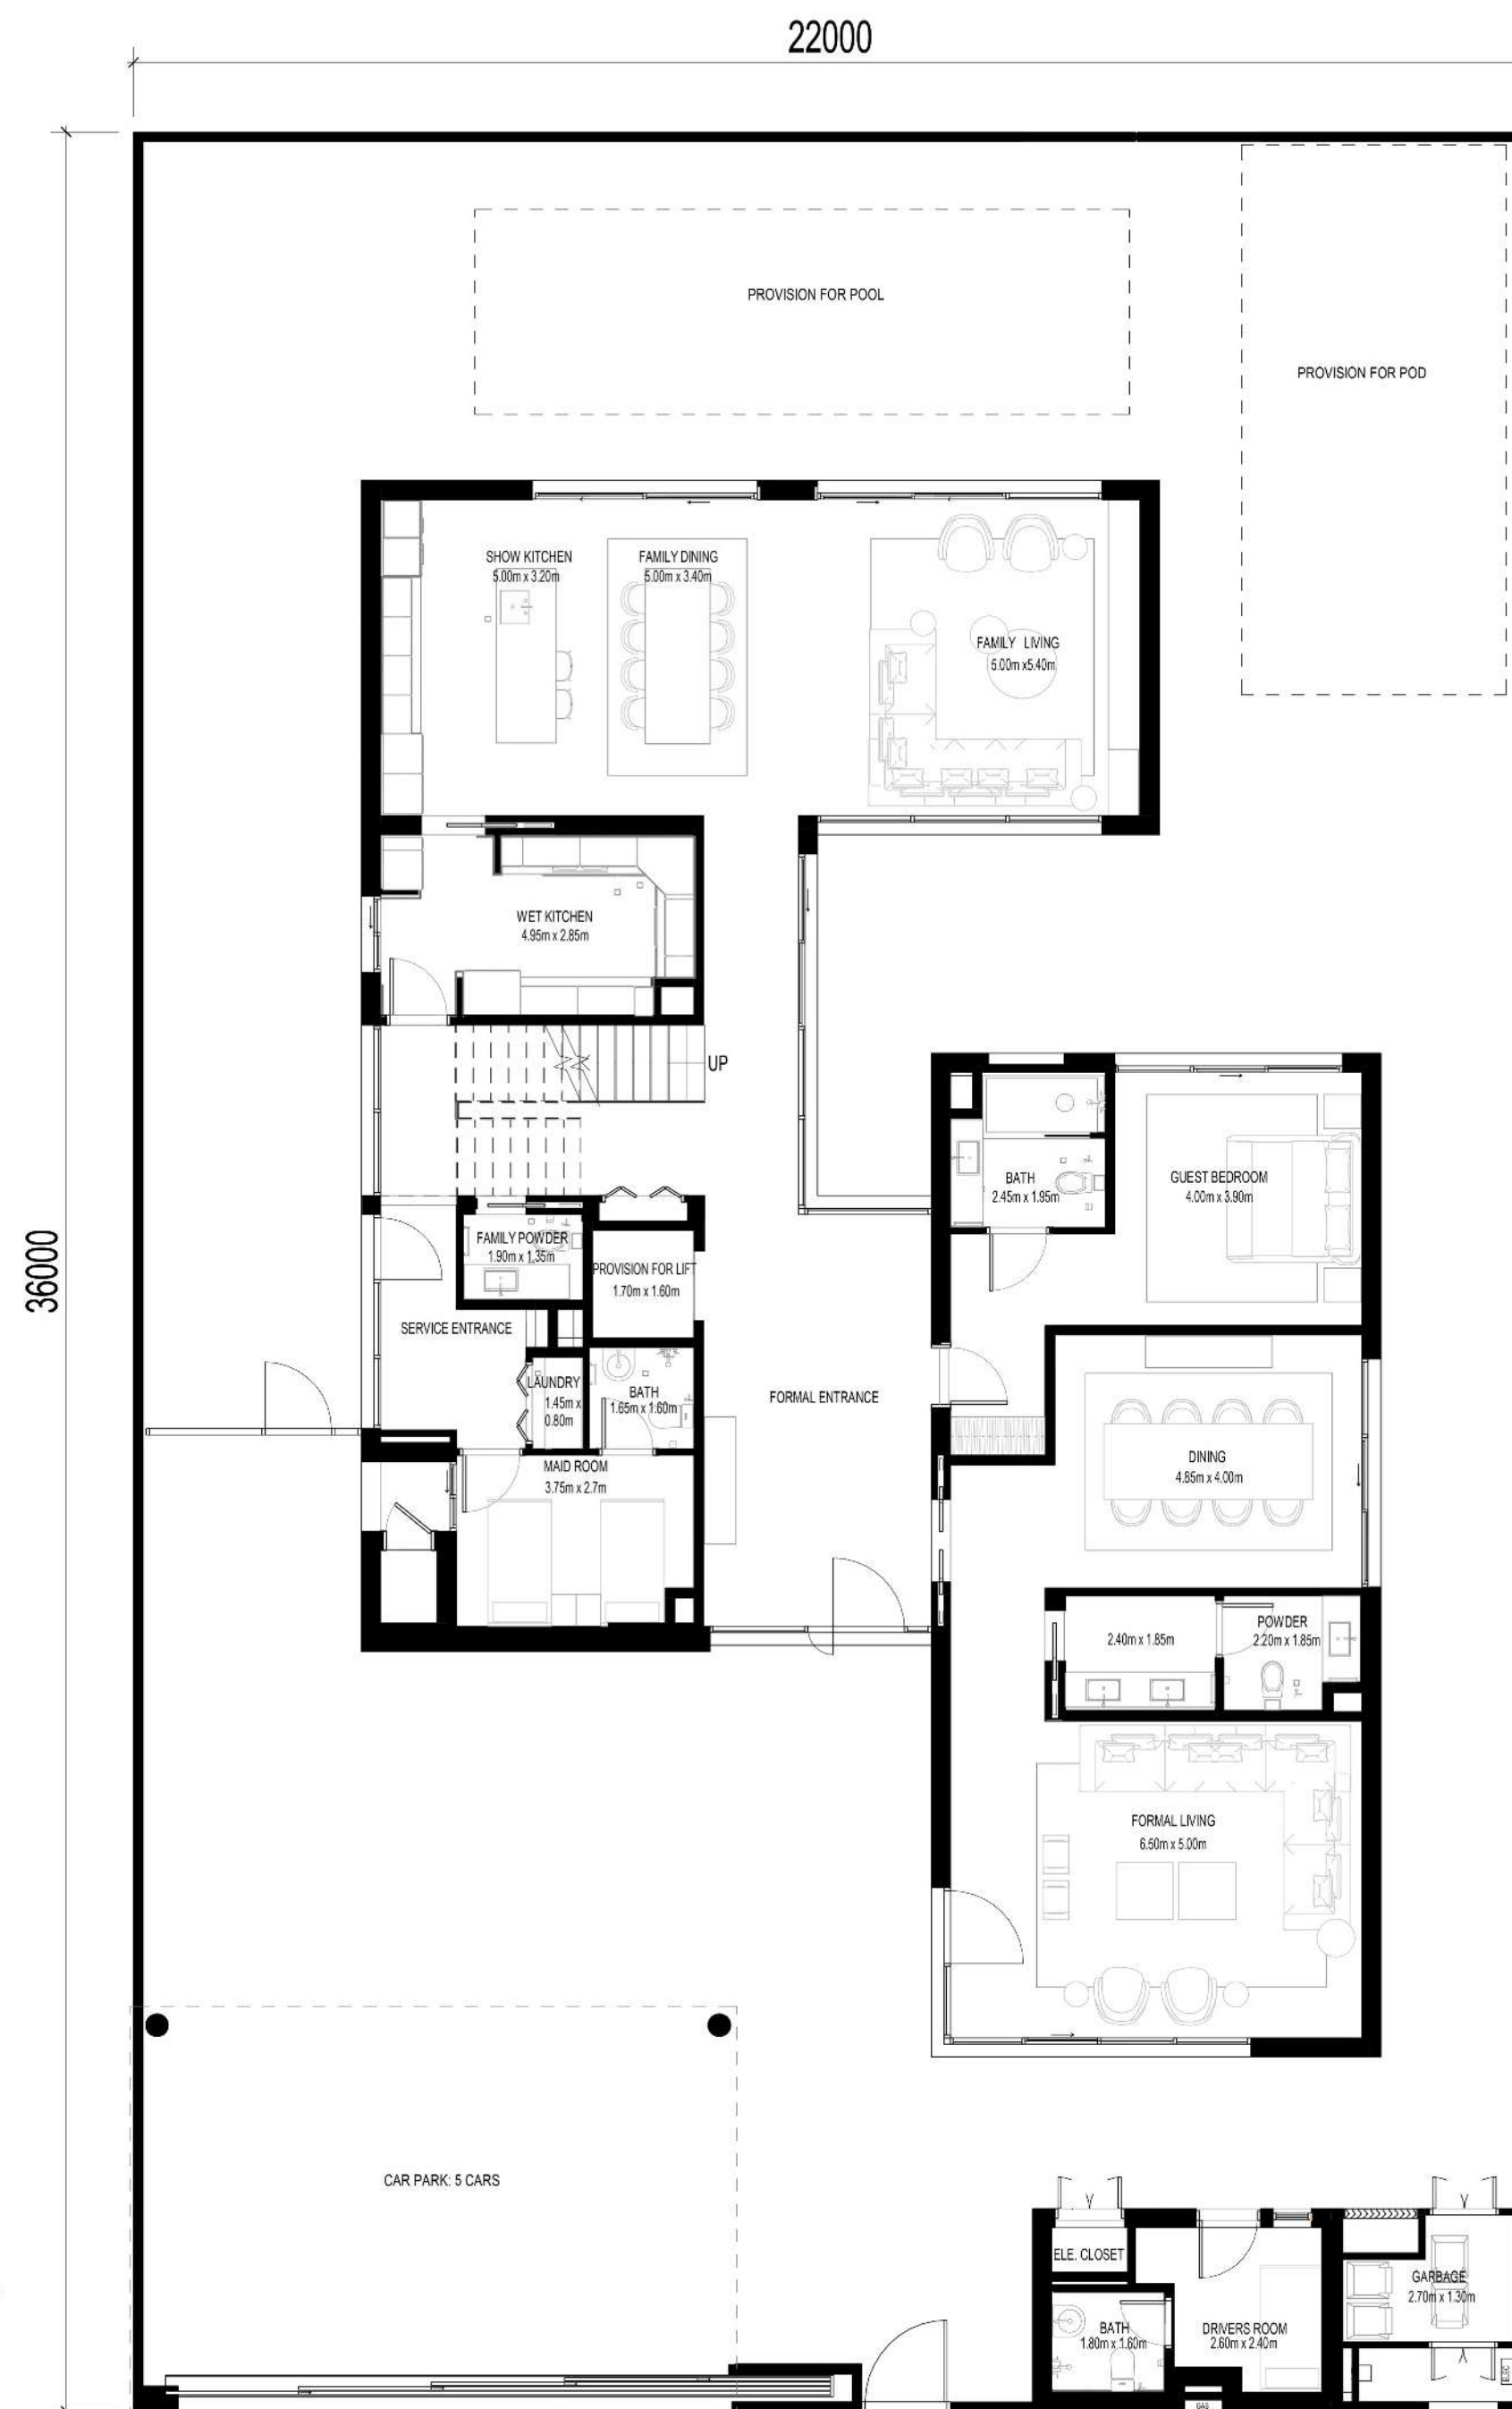 22000
36000
PROVISION FOR POOL
PROVISION FOR POD
SHOW KITCHEN
5.00m x 3.20m
FAMILY DINING
5.00m x 3.40m
FAMILY LIVING
5.00m x5.40m
WET KITCHEN
4.95m x 2.85m
UP
BATH
2.45m x 1.95m
GUEST BEDROOM
4.00m x 3.90m
FAMILY POWDER
1.90m x 1.35m
PROVISION FOR LIFT
1.70m x 1.60m
SERVICE ENTRANCE
LAUNDRY
1.45m x
0.80m
BATH
1.65m x 1.60m
FORMAL ENTRANCE
MAID ROOM
3.75m x 2.7m
DINING
4.85m x 4.00m
2.40m x 1.85m
POWDER
2.20m x 1.85m
FORMAL LIVING
6.50m x 5.00m
CAR PARK: 5 CARS
ELE. CLOSET
GARBAGE
2.70m x 1.30m
BATH
1.80m x 1.60m
DRIVERS ROOM
2.60m x 2.40m
ELEC
GAS